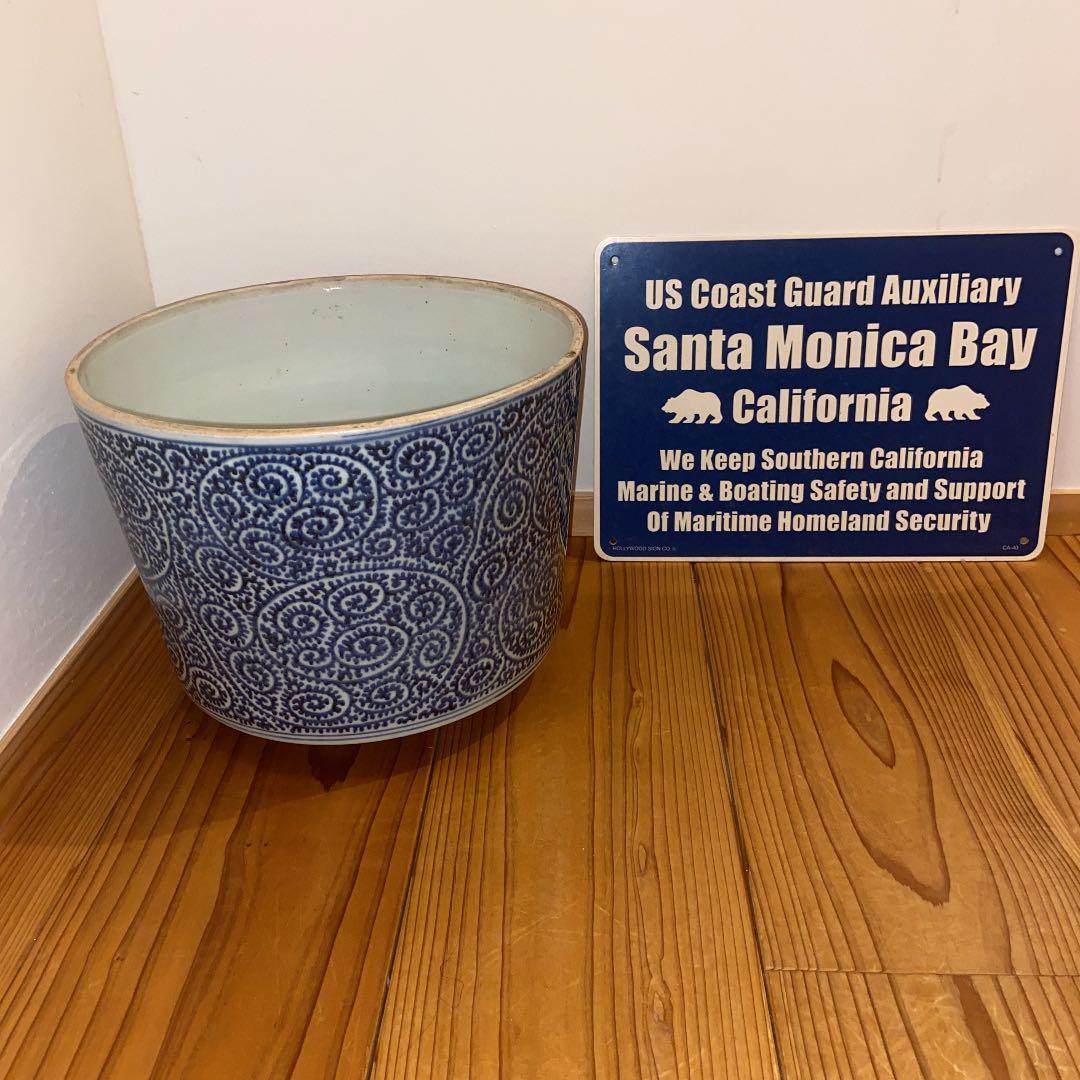 US Coast Guard Auxiliary
Santa Monica Bay
California
We Keep Southern California
Marine & Boating Safety and Support
Of Maritime Homeland Security
HOLLYWOOD SIGN CO.
CA-43